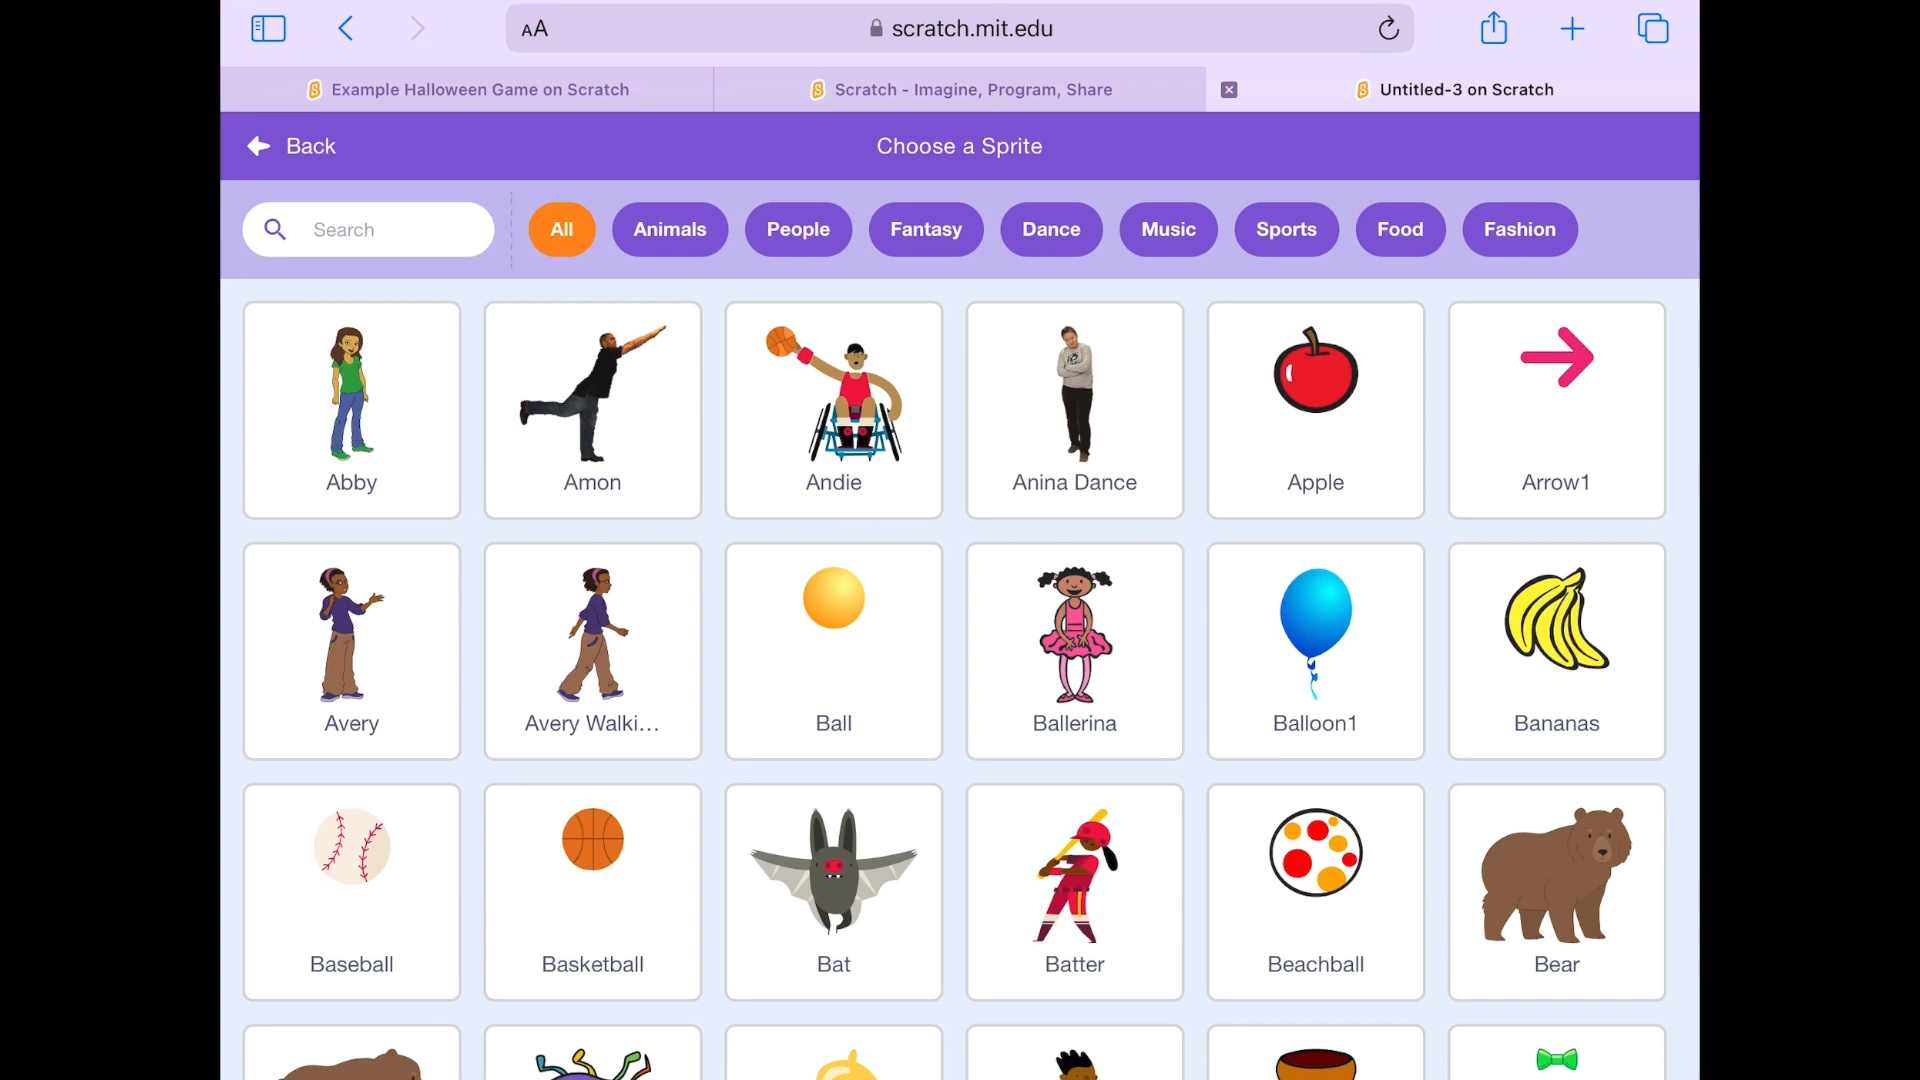 AA
scratch.mit.edu
Example Halloween Game on Scratch
Scratch - Imagine, Program, Share
Untitled-3 on Scratch
Back
Choose a Sprite
Search
All
Animals
People
Fantasy
Dance
Music
Sports
Food
Fashion
Abby
Amon
Andie
Anina Dance
Apple
Arrow1
Avery
Avery Walki...
Ball
Ballerina
Balloon1
Bananas
Baseball
Basketball
Bat
Batter
Beachball
Bear